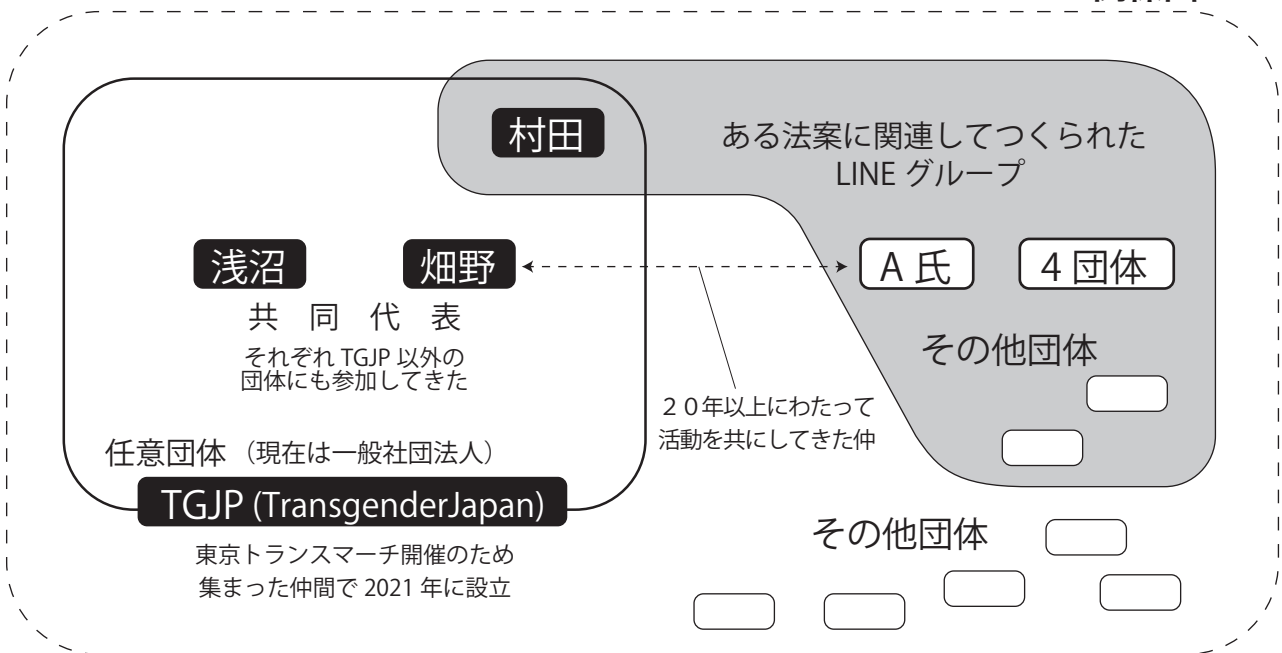 村田
ある法案に関連してつくられた
LINE グループ
浅沼
畑野
A 氏
4 団体
共同代表
それぞれ TGJP 以外の
団体にも参加してきた
その他団体
２０年以上にわたって
活動を共にしてきた仲
任意団体（現在は一般社団法人）
TGJP (TransgenderJapan)
東京トランスマーチ開催のため
集まった仲間で 2021 年に設立
その他団体